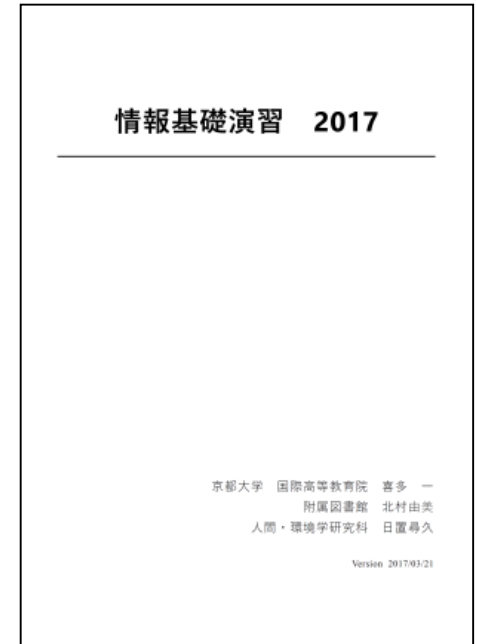 情報基礎演習　2017
京都大学　国際高等教育院　喜多　一
附属図書館　北村由美
人間・環境学研究科　日置尋久
Version 2017/03/21